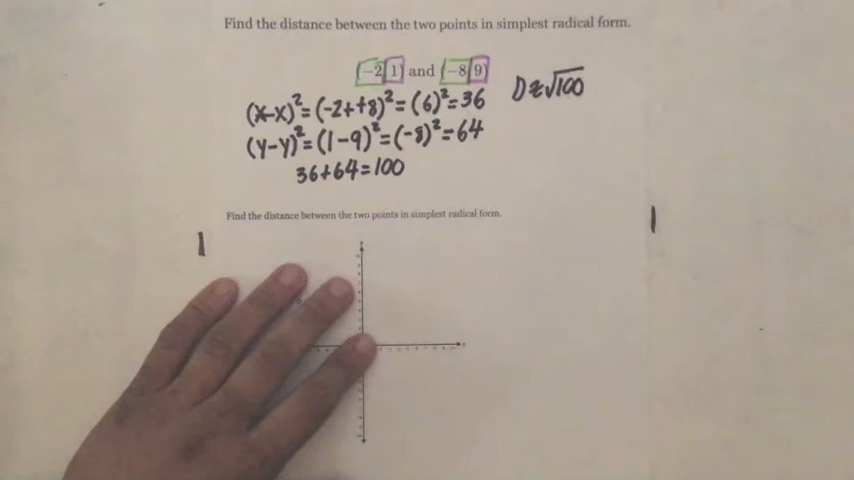 Find the distance between the two points in simplest radical form.
(−2, 1) and (−8, 9)
(x-x)²=(-2++8)²=(6)²=36 D=√100
(y-y)²=(1-9)²=(-8)²=64
36+64=100
Find the distance between the two points in simplest radical form.